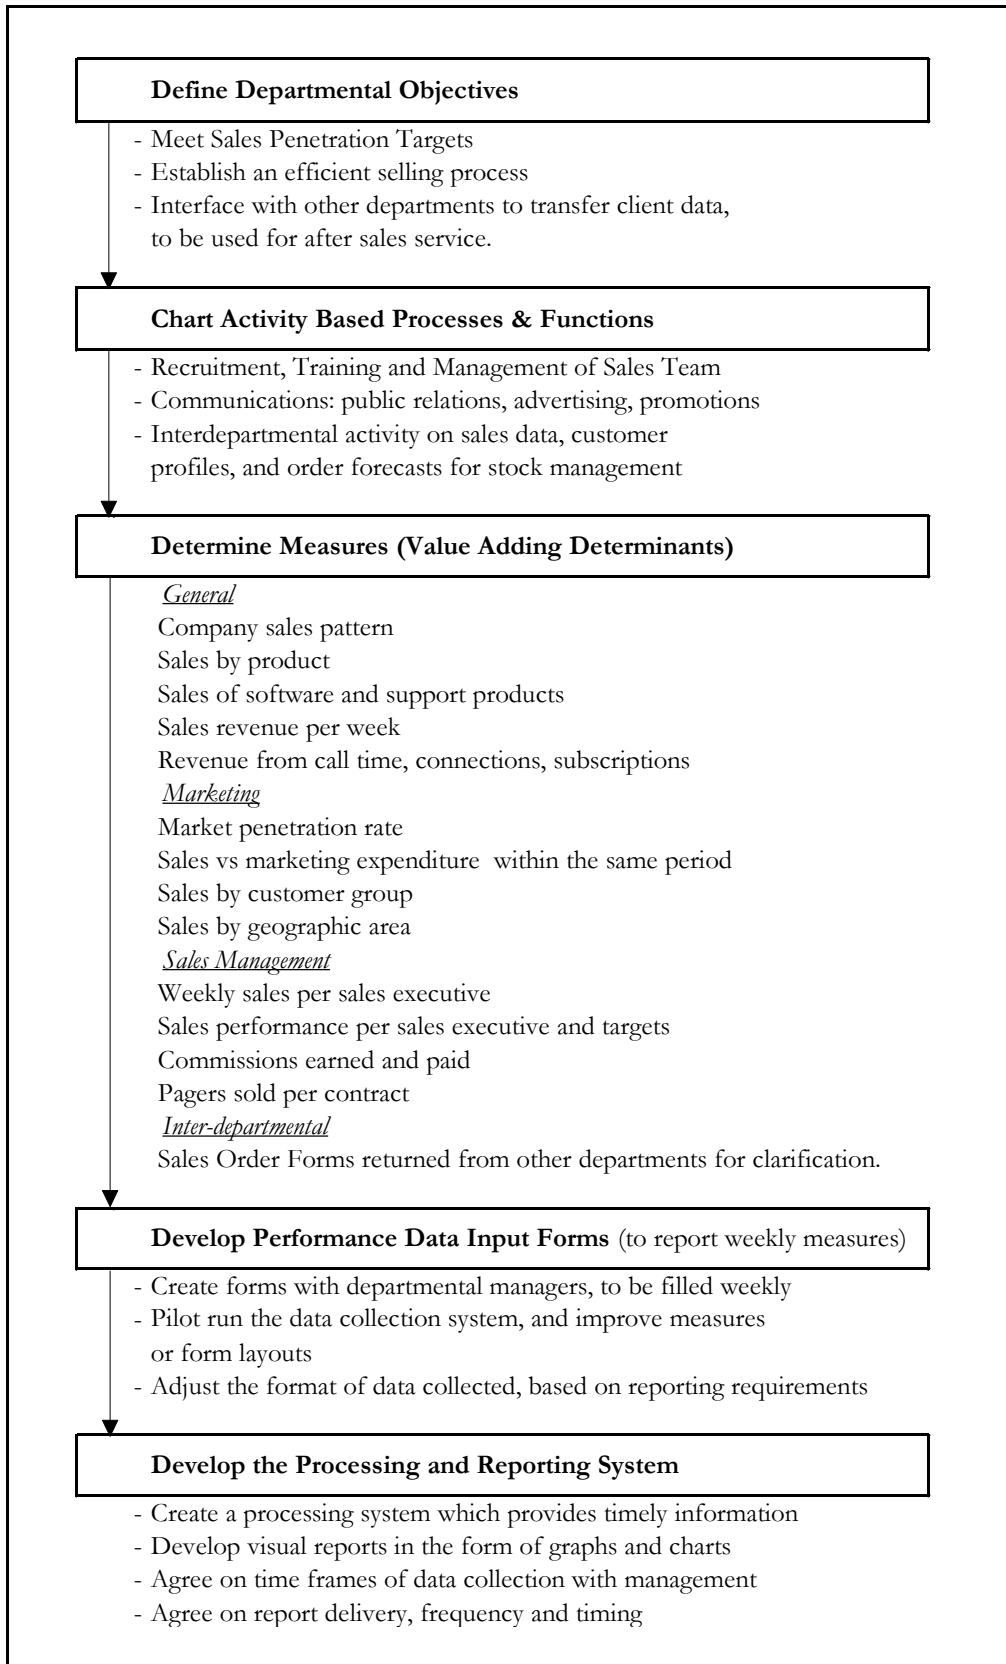 Define Departmental Objectives
- Meet Sales Penetration Targets
- Establish an efficient selling process
- Interface with other departments to transfer client data,
to be used for after sales service.
Chart Activity Based Processes & Functions
- Recruitment, Training and Management of Sales Team
- Communications: public relations, advertising, promotions
- Interdepartmental activity on sales data, customer
profiles, and order forecasts for stock management
Determine Measures (Value Adding Determinants)
General
Company sales pattern
Sales by product
Sales of software and support products
Sales revenue per week
Revenue from call time, connections, subscriptions
Marketing
Market penetration rate
Sales vs marketing expenditure within the same period
Sales by customer group
Sales by geographic area
Sales Management
Weekly sales per sales executive
Sales performance per sales executive and targets
Commissions earned and paid
Pagers sold per contract
Inter-departmental
Sales Order Forms returned from other departments for clarification.
Develop Performance Data Input Forms (to report weekly measures)
- Create forms with departmental managers, to be filled weekly
- Pilot run the data collection system, and improve measures
or form layouts
- Adjust the format of data collected, based on reporting requirements
Develop the Processing and Reporting System
- Create a processing system which provides timely information
- Develop visual reports in the form of graphs and charts
- Agree on time frames of data collection with management
- Agree on report delivery, frequency and timing